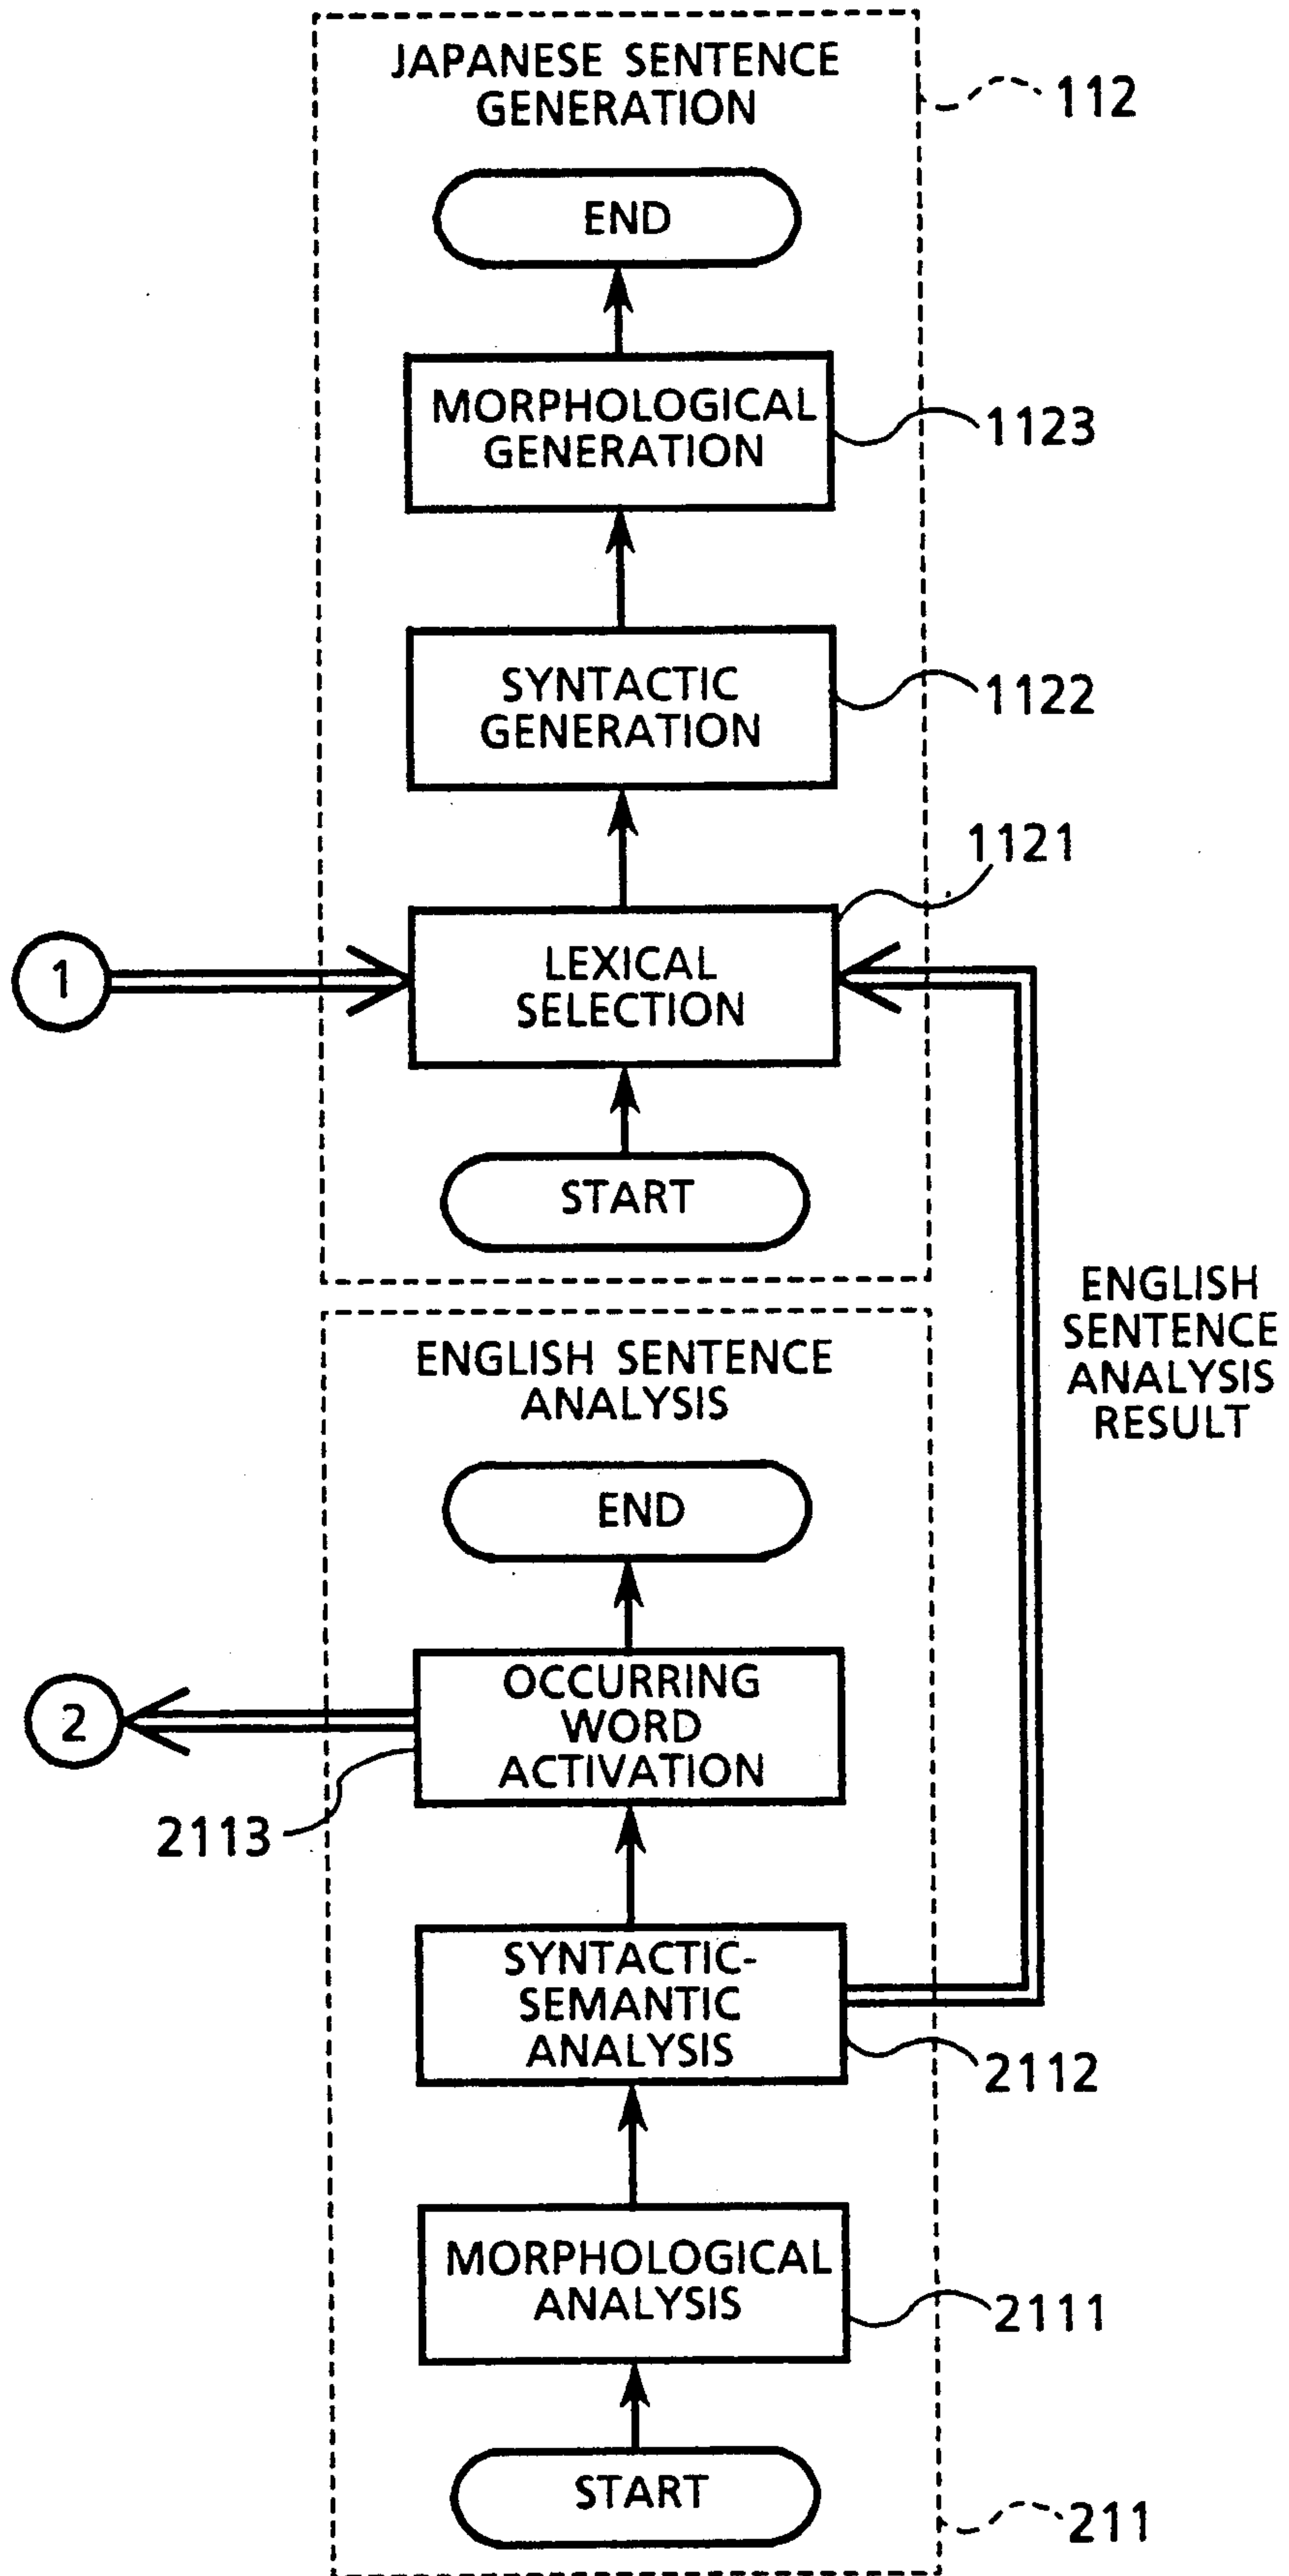 JAPANESE SENTENCE
GENERATION
112
END
MORPHOLOGICAL
GENERATION
1123
SYNTACTIC
GENERATION
1122
1121
1
LEXICAL
SELECTION
START
ENGLISH
SENTENCE
ANALYSIS
RESULT
ENGLISH SENTENCE
ANALYSIS
END
OCCURRING
WORD
ACTIVATION
2
2113
SYNTACTIC-
SEMANTIC
ANALYSIS
2112
MORPHOLOGICAL
ANALYSIS
2111
START
211